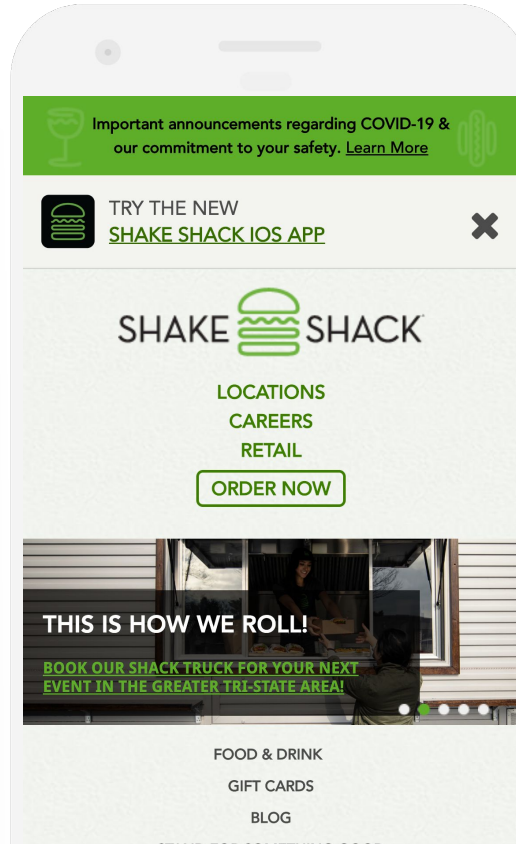 Important announcements regarding COVID-19 &
our commitment to your safety. Learn More
TRY THE NEW
SHAKE SHACK IOS APP
SHAKE SHACK
LOCATIONS
CAREERS
RETAIL
ORDER NOW
THIS IS HOW WE ROLL!
BOOK OUR SHACK TRUCK FOR YOUR NEXT
EVENT IN THE GREATER TRI-STATE AREA!
FOOD & DRINK
GIFT CARDS
BLOG